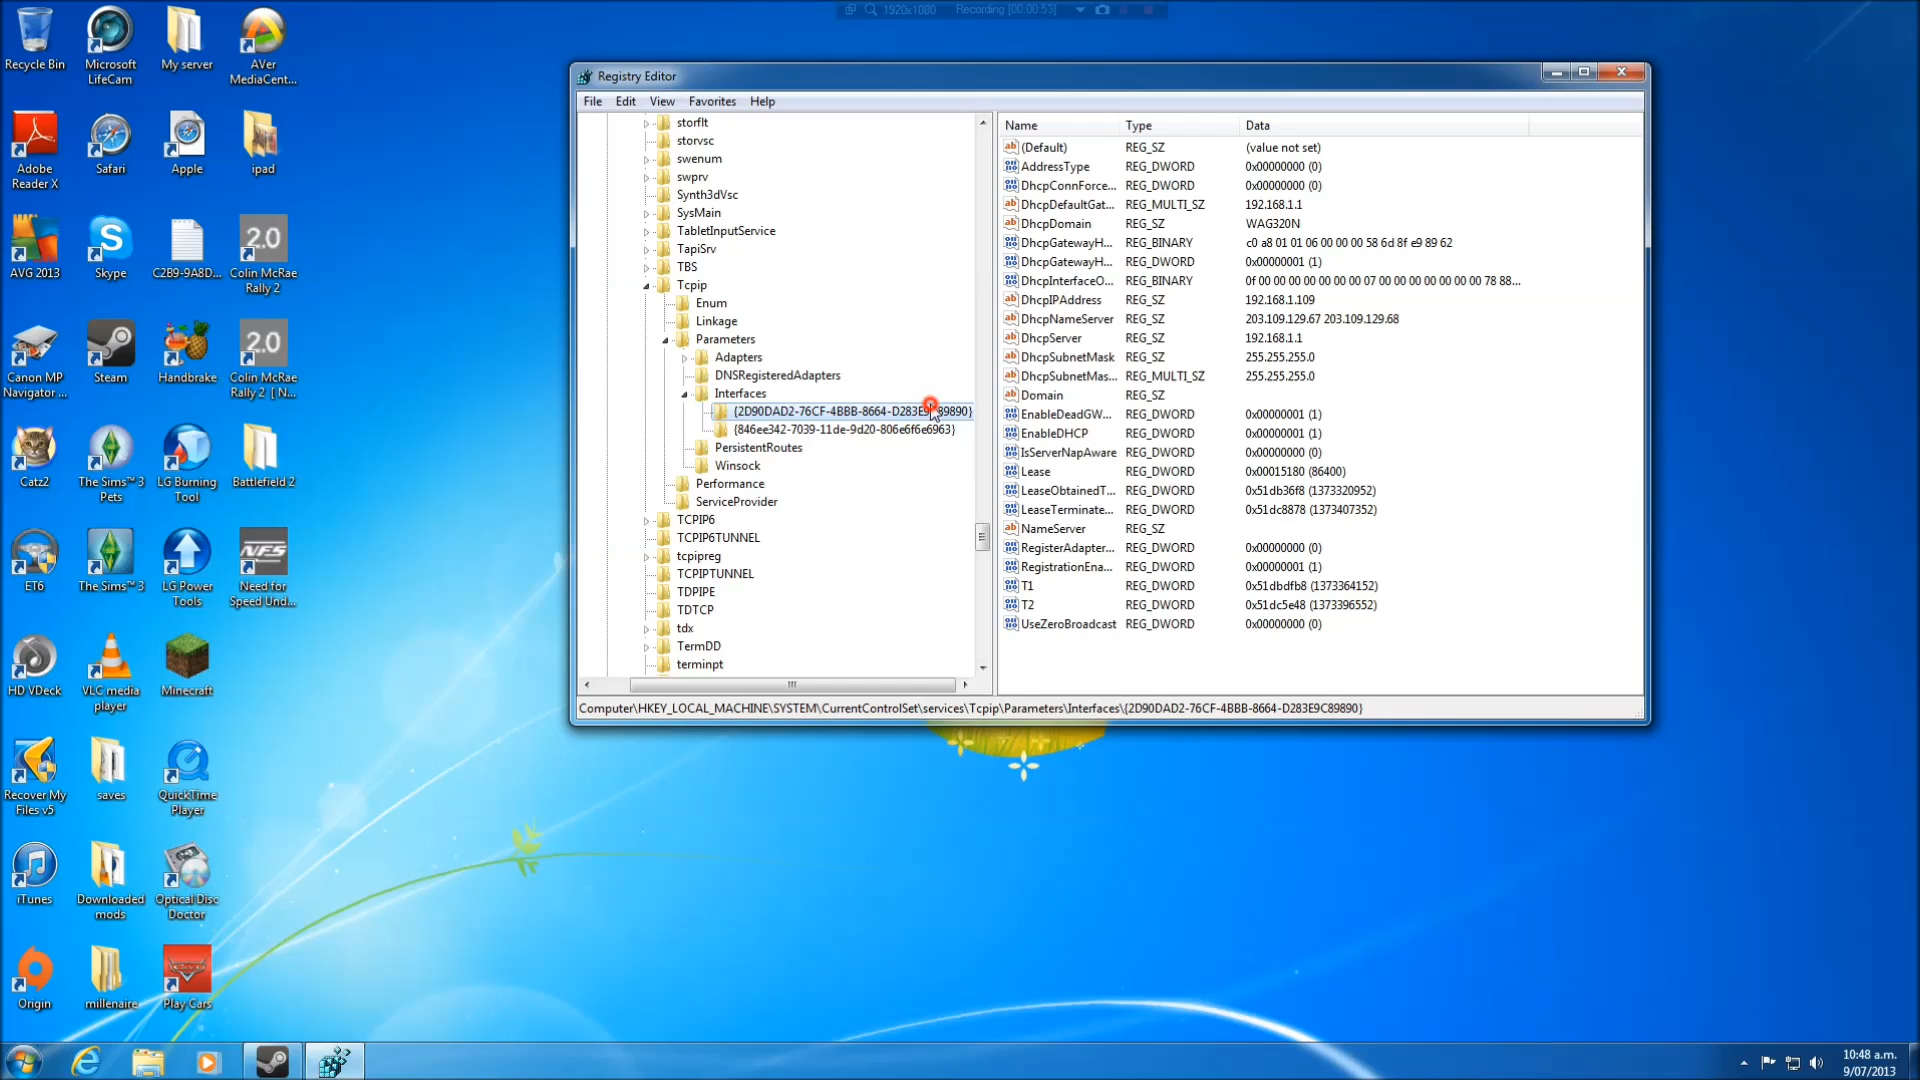 1920x1080 Recording [00:00:53]
Recycle Bin
Microsoft LifeCam
My server
AVer MediaCent...
Adobe Reader X
Safari
Apple
ipad
AVG 2013
Skype
C2B9-9A8D...
2.0
Colin McRae Rally 2
Canon MP Navigator ...
Steam
Handbrake
2.0
Colin McRae Rally 2 [ N...
Catz2
The Sims™ 3 Pets
LG Burning Tool
Battlefield 2
ET6
The Sims™ 3
LG Power Tools
NFS
Need for Speed Und...
HD VDeck
VLC media player
Minecraft
Recover My Files v5
saves
QuickTime Player
iTunes
Downloaded mods
Optical Disc Doctor
Origin
millenaire
Play Cars
Registry Editor
File Edit View Favorites Help
storflt
storvsc
swenum
swprv
Synth3dVsc
SysMain
TabletInputService
TapiSrv
TBS
Tcpip
Enum
Linkage
Parameters
Adapters
DNSRegisteredAdapters
Interfaces
{2D90DAD2-76CF-4BBB-8664-D283E9C89890}
{846ee342-7039-11de-9d20-806e6f6e6963}
PersistentRoutes
Winsock
Performance
ServiceProvider
TCPIP6
TCPIP6TUNNEL
tcpipreg
TCPIPTUNNEL
TDPIPE
TDTCP
tdx
TermDD
terminpt
Name Type Data
(Default) REG_SZ (value not set)
AddressType REG_DWORD 0x00000000 (0)
DhcpConnForce... REG_DWORD 0x00000000 (0)
DhcpDefaultGat... REG_MULTI_SZ 192.168.1.1
DhcpDomain REG_SZ WAG320N
DhcpGatewayH... REG_BINARY c0 a8 01 01 06 00 00 00 58 6d 8f e9 89 62
DhcpGatewayH... REG_DWORD 0x00000001 (1)
DhcpInterfaceO... REG_BINARY 0f 00 00 00 00 00 00 00 07 00 00 00 00 00 00 00 78 88...
DhcpIPAddress REG_SZ 192.168.1.109
DhcpNameServer REG_SZ 203.109.129.67 203.109.129.68
DhcpServer REG_SZ 192.168.1.1
DhcpSubnetMask REG_SZ 255.255.255.0
DhcpSubnetMas... REG_MULTI_SZ 255.255.255.0
Domain REG_SZ
EnableDeadGW... REG_DWORD 0x00000001 (1)
EnableDHCP REG_DWORD 0x00000001 (1)
IsServerNapAware REG_DWORD 0x00000000 (0)
Lease REG_DWORD 0x00015180 (86400)
LeaseObtainedT... REG_DWORD 0x51db36f8 (1373320952)
LeaseTerminate... REG_DWORD 0x51dc8878 (1373407352)
NameServer REG_SZ
RegisterAdapter... REG_DWORD 0x00000000 (0)
RegistrationEna... REG_DWORD 0x00000001 (1)
T1 REG_DWORD 0x51dbdfb8 (1373364152)
T2 REG_DWORD 0x51dc5e48 (1373396552)
UseZeroBroadcast REG_DWORD 0x00000000 (0)
Computer\HKEY_LOCAL_MACHINE\SYSTEM\CurrentControlSet\services\Tcpip\Parameters\Interfaces\{2D90DAD2-76CF-4BBB-8664-D283E9C89890}
10:48 a.m.
9/07/2013